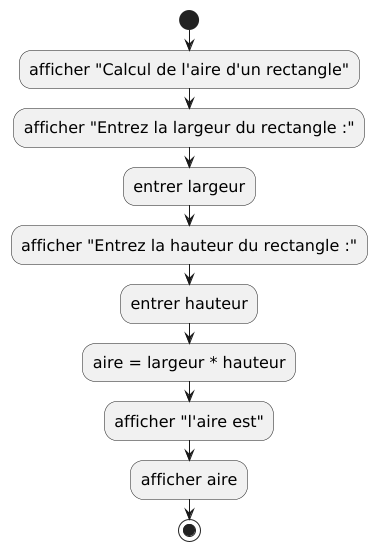 afficher "Calcul de l'aire d'un rectangle"
afficher "Entrez la largeur du rectangle :"
entrer largeur
afficher "Entrez la hauteur du rectangle :"
entrer hauteur
aire = largeur * hauteur
afficher "l'aire est"
afficher aire